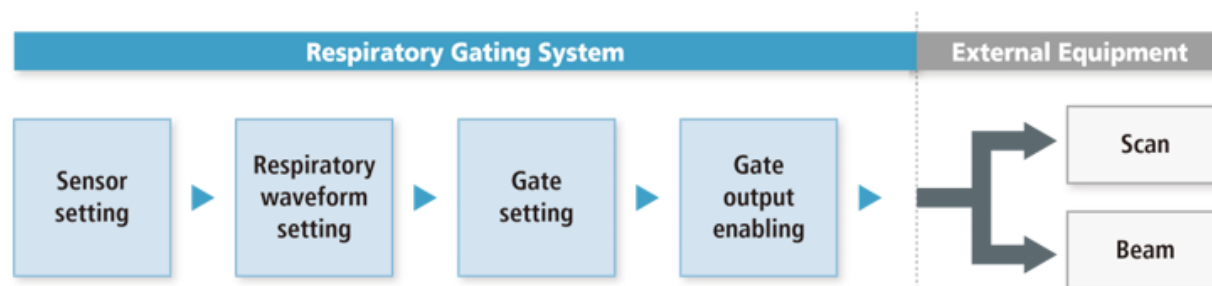 Respiratory Gating System
External Equipment
Sensor
setting
Respiratory
waveform
setting
Gate
setting
Gate
output
enabling
Scan
Beam